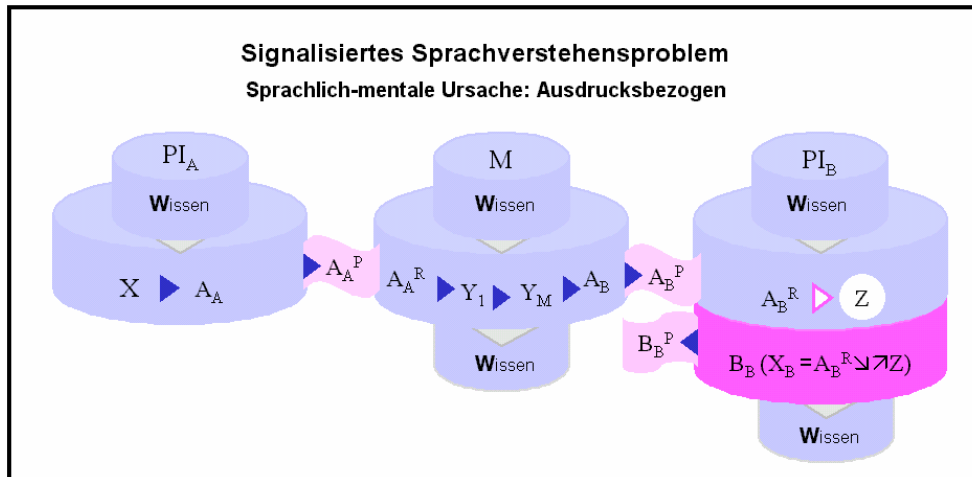 Signalisiertes Sprachverstehensproblem
Sprachlich-mentale Ursache: Ausdrucksbezogen
PI_A M PI_B
Wissen Wissen Wissen
X A_A A_A^P A_A^R Y_1 Y_M A_B A_B^P A_B^R Z
B_B^P B_B (X_B = A_B^R ↘↗ Z)
Wissen
Wissen